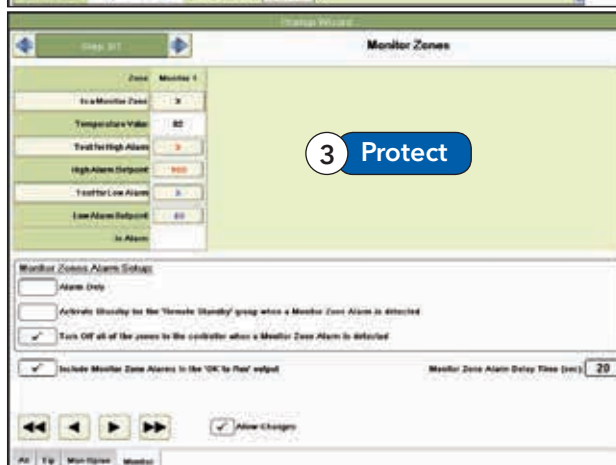 Startup Wizard
Monitor Zones
Zone Monitor 1
Is a Monitor Zone X
Temperature Value
Test for High Alarm
High Alarm Setpoint
Test for Low Alarm
Low Alarm Setpoint
In Alarm
3 Protect
Monitor Zones Alarm Setup:
Alarm Only
Activate Standby for the 'Remote Standby' group when a Monitor Zone Alarm is detected
✓ Turn Off all of the zones in the controller when a Monitor Zone Alarm is detected
✓ Include Monitor Zone Alarms in the 'OK to Run' output
Monitor Zone Alarm Delay Time (sec) 20
✓ Allow Changes
All Tip Manifold Monitor